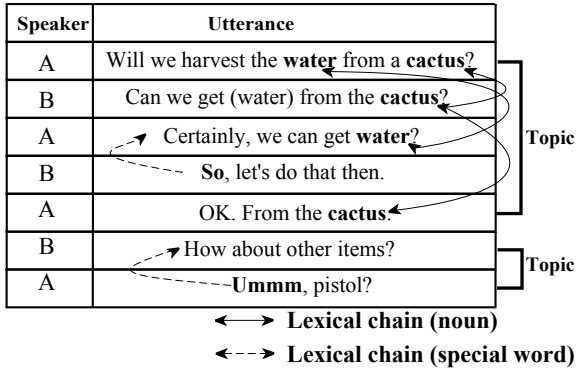 Speaker Utterance
A Will we harvest the water from a cactus?
B Can we get (water) from the cactus?
A Certainly, we can get water?
B So, let's do that then.
A OK. From the cactus.
Topic
B How about other items?
A Ummm, pistol?
Topic
Lexical chain (noun)
Lexical chain (special word)